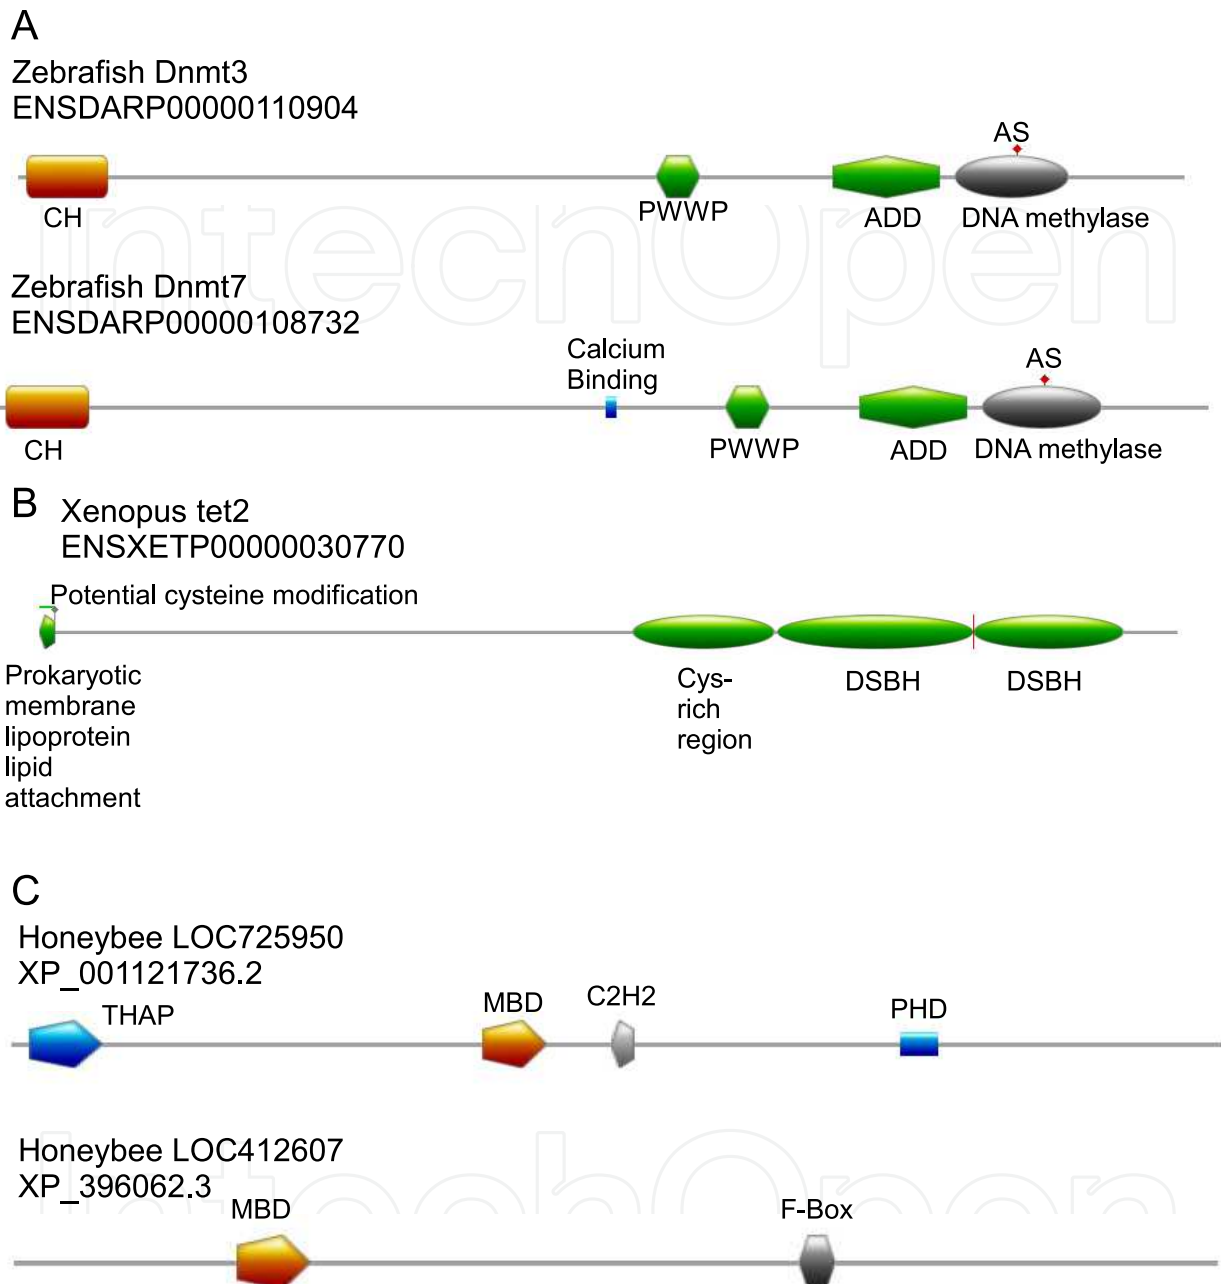 A
Zebrafish Dnmt3
ENSDARP00000110904
AS
CH
PWWP
ADD
DNA methylase
IntechOpen
Zebrafish Dnmt7
ENSDARP00000108732
Calcium
Binding
AS
CH
PWWP
ADD
DNA methylase
B
Xenopus tet2
ENSXETP00000030770
Potential cysteine modification
Prokaryotic
membrane
lipoprotein
lipid
attachment
Cys-
rich
region
DSBH
DSBH
C
Honeybee LOC725950
XP_001121736.2
THAP
MBD
C2H2
PHD
Honeybee LOC412607
XP_396062.3
IntechOpen
MBD
F-Box